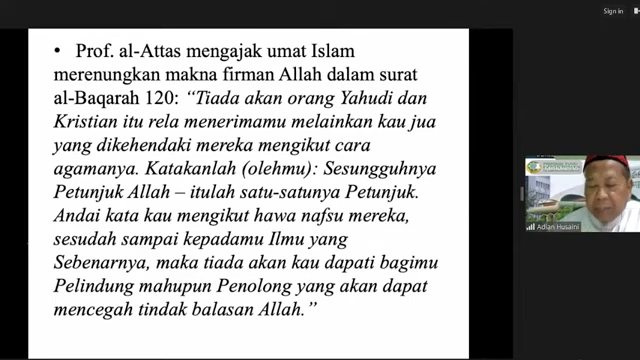 Sign in
• Prof. al-Attas mengajak umat Islam
merenungkan makna firman Allah dalam surat
al-Baqarah 120: “Tiada akan orang Yahudi dan
Kristian itu rela menerimamu melainkan kau jua
yang dikehendaki mereka mengikut cara
agamanya. Katakanlah (olehmu): Sesungguhnya
Petunjuk Allah – itulah satu-satunya Petunjuk.
Andai kata kau mengikut hawa nafsu mereka,
sesudah sampai kepadamu Ilmu yang
Sebenarnya, maka tiada akan kau dapati bagimu
Pelindung mahupun Penolong yang akan dapat
mencegah tindak balasan Allah.”
Adian Husaini